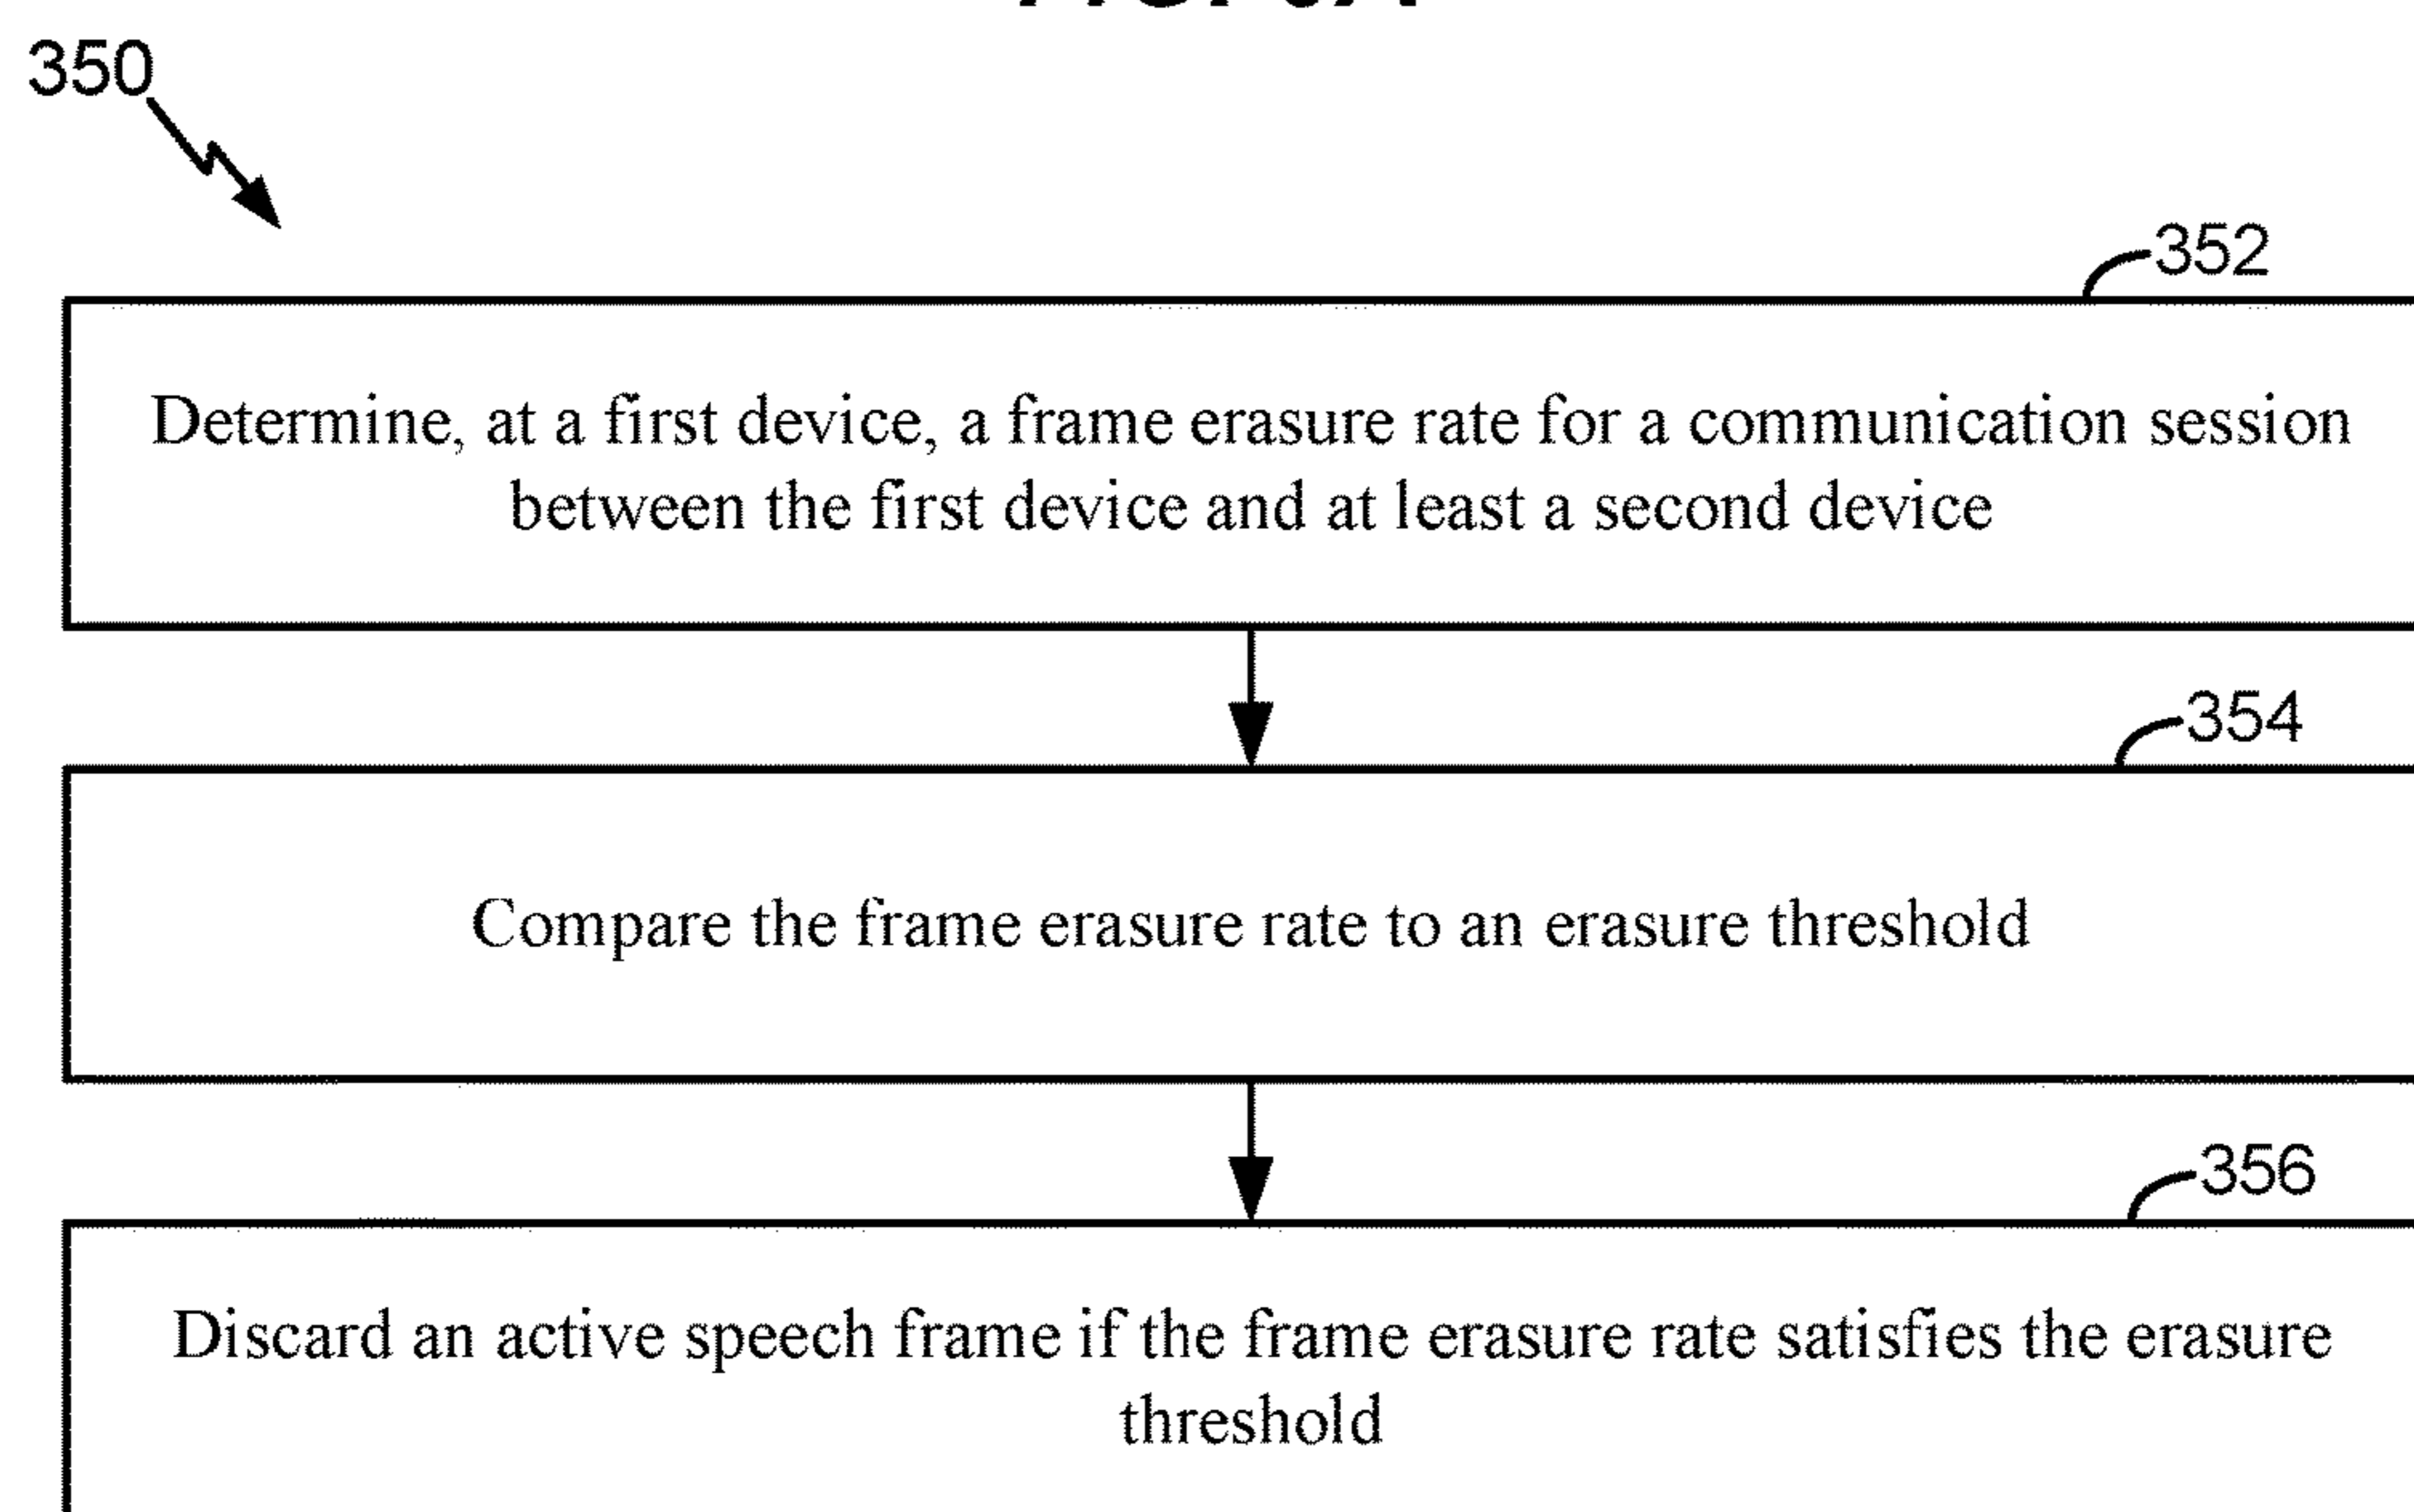 350
352
Determine, at a first device, a frame erasure rate for a communication session
between the first device and at least a second device
354
Compare the frame erasure rate to an erasure threshold
356
Discard an active speech frame if the frame erasure rate satisfies the erasure
threshold